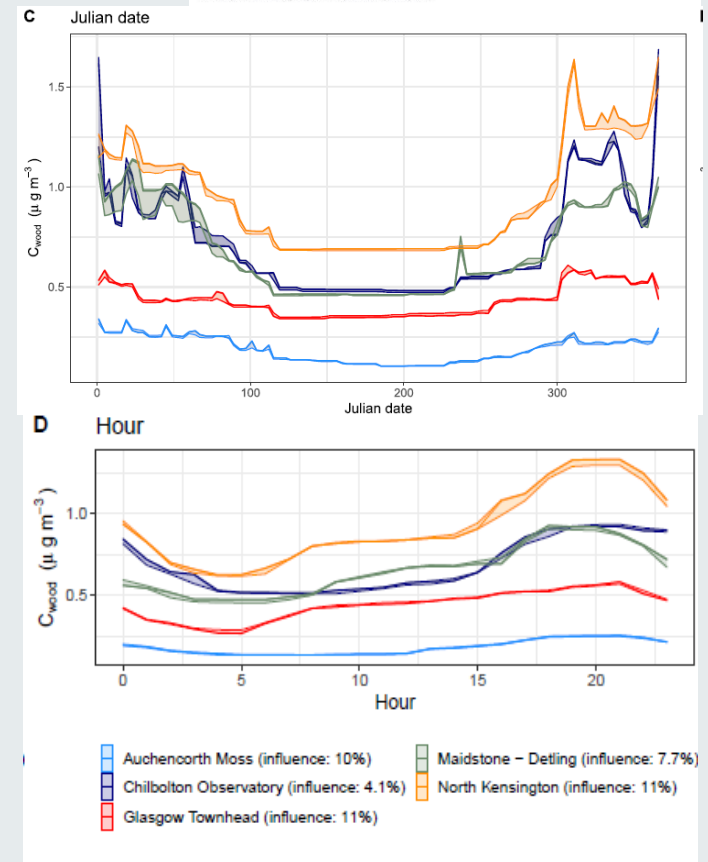 C Julian date
C_wood (μ g m⁻³)
1.5
1.0
0.5
0 100 200 300
Julian date
D Hour
C_wood (μ g m⁻³)
1.0
0.5
0 5 10 15 20
Hour
Auchencorth Moss (influence: 10%) Maidstone − Detling (influence: 7.7%)
Chilbolton Observatory (influence: 4.1%) North Kensington (influence: 11%)
Glasgow Townhead (influence: 11%)